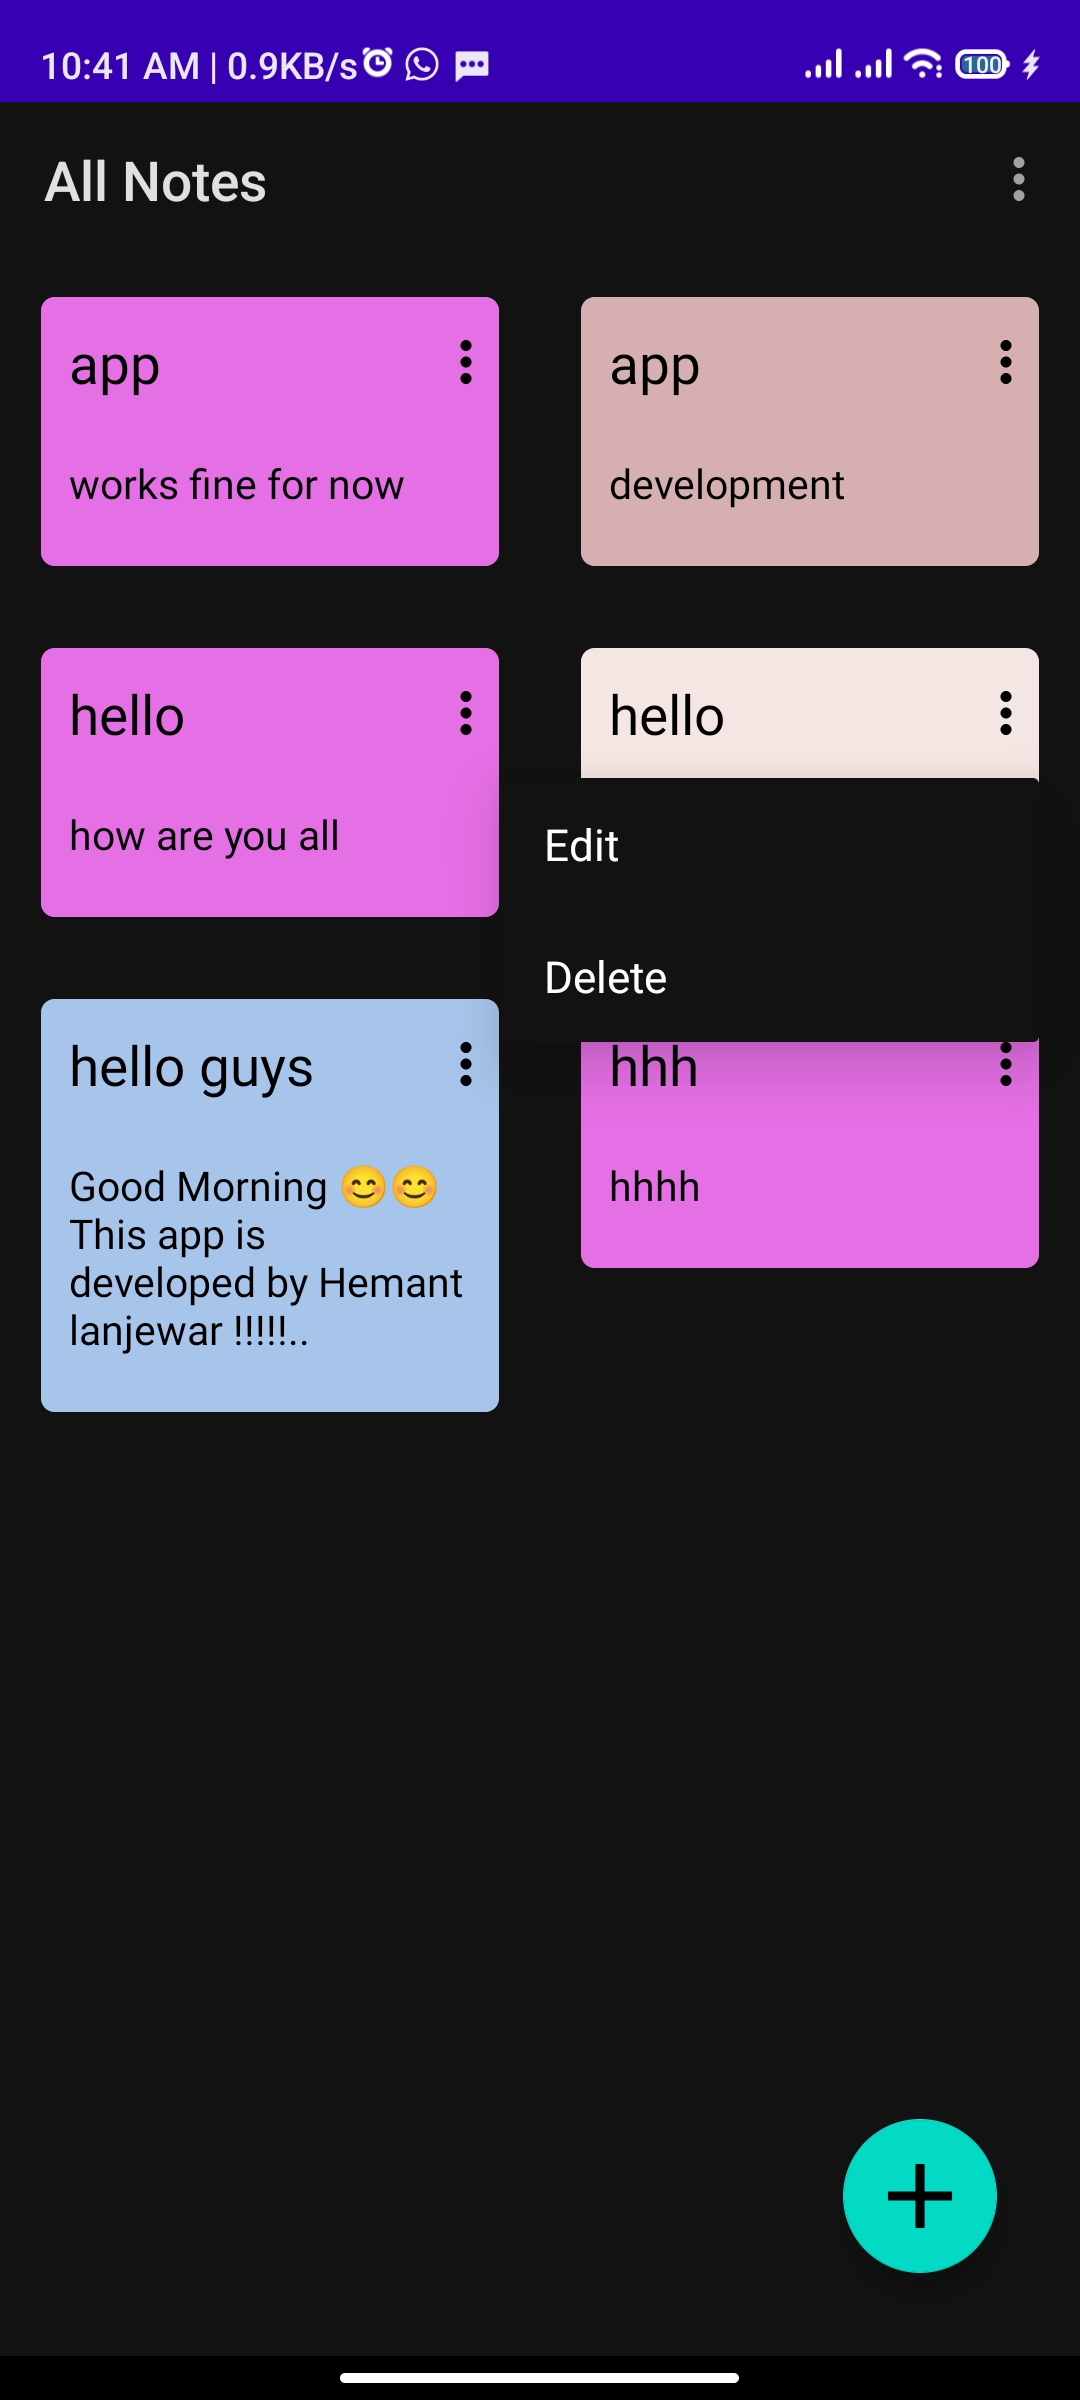 10:41 AM | 0.9KB/s
100
All Notes
app
works fine for now
app
development
hello
how are you all
hello
Edit
Delete
hello guys
Good Morning 😊😊
This app is
developed by Hemant
lanjewar !!!!!..
hhh
hhhh